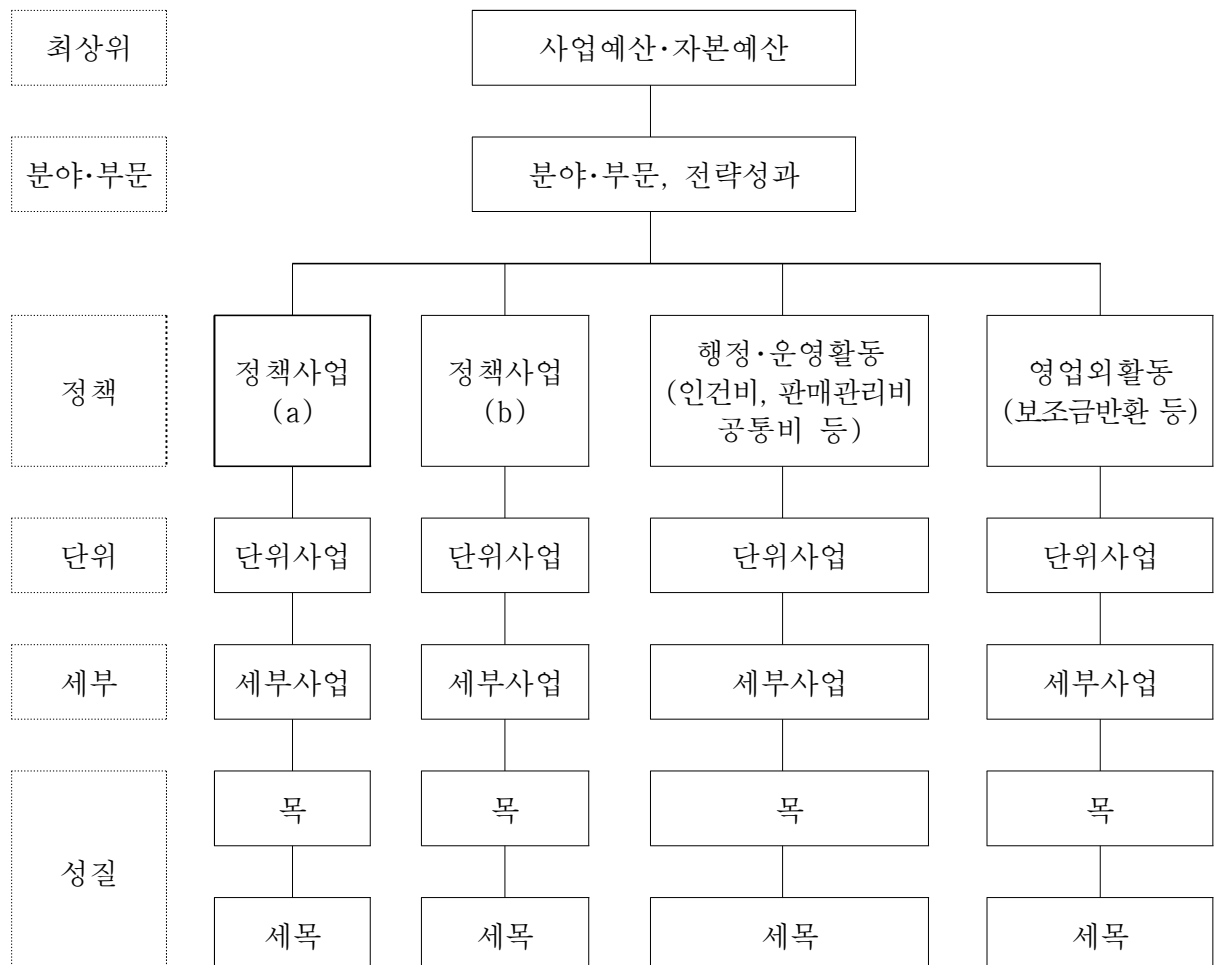 최상위
사업예산·자본예산
분야·부문
분야·부문, 전략성과
정책
정책사업
(a)
정책사업
(b)
행정·운영활동
(인건비, 판매관리비
공통비 등)
영업외활동
(보조금반환 등)
단위
단위사업
단위사업
단위사업
단위사업
세부
세부사업
세부사업
세부사업
세부사업
성질
목
목
목
목
세목
세목
세목
세목